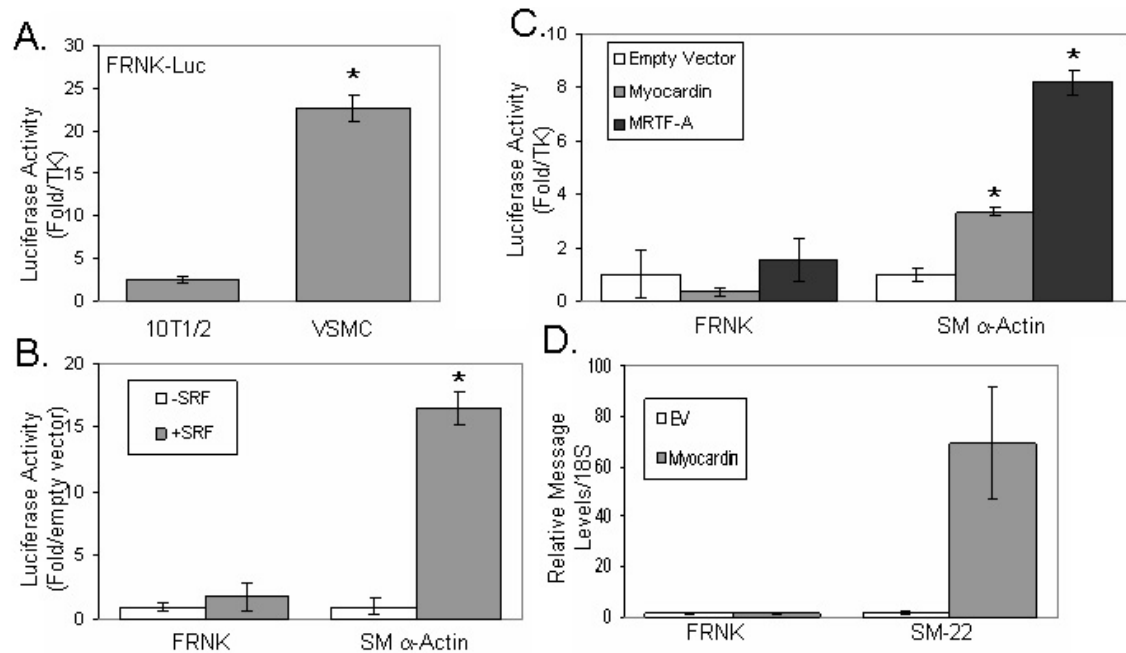 A.
FRNK-Luc
Luciferase Activity
(Fold/TK)
30
25
20
15
10
5
0
*
10T1/2
VSMC
B.
Luciferase Activity
(Fold/empty vector)
20
15
10
5
0
-SRF
+SRF
*
FRNK
SM α-Actin
C.
Luciferase Activity
(Fold/TK)
10
8
6
4
2
0
Empty Vector
Myocardin
MRTF-A
*
*
FRNK
SM α-Actin
D.
Relative Message
Levels/18S
100
80
60
40
20
0
EV
Myocardin
FRNK
SM-22